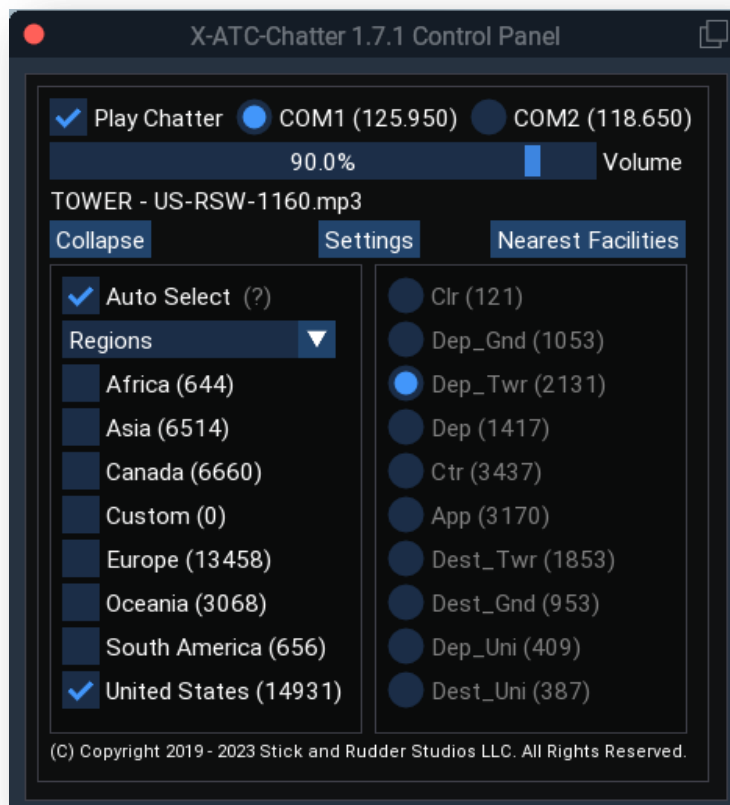 X-ATC-Chatter 1.7.1 Control Panel
Play Chatter COM1 (125.950) COM2 (118.650)
90.0% Volume
TOWER - US-RSW-1160.mp3
Collapse Settings Nearest Facilities
Auto Select (?)
Regions
Africa (644)
Asia (6514)
Canada (6660)
Custom (0)
Europe (13458)
Oceania (3068)
South America (656)
United States (14931)
Clr (121)
Dep_Gnd (1053)
Dep_Twr (2131)
Dep (1417)
Ctr (3437)
App (3170)
Dest_Twr (1853)
Dest_Gnd (953)
Dep_Uni (409)
Dest_Uni (387)
(C) Copyright 2019 - 2023 Stick and Rudder Studios LLC. All Rights Reserved.